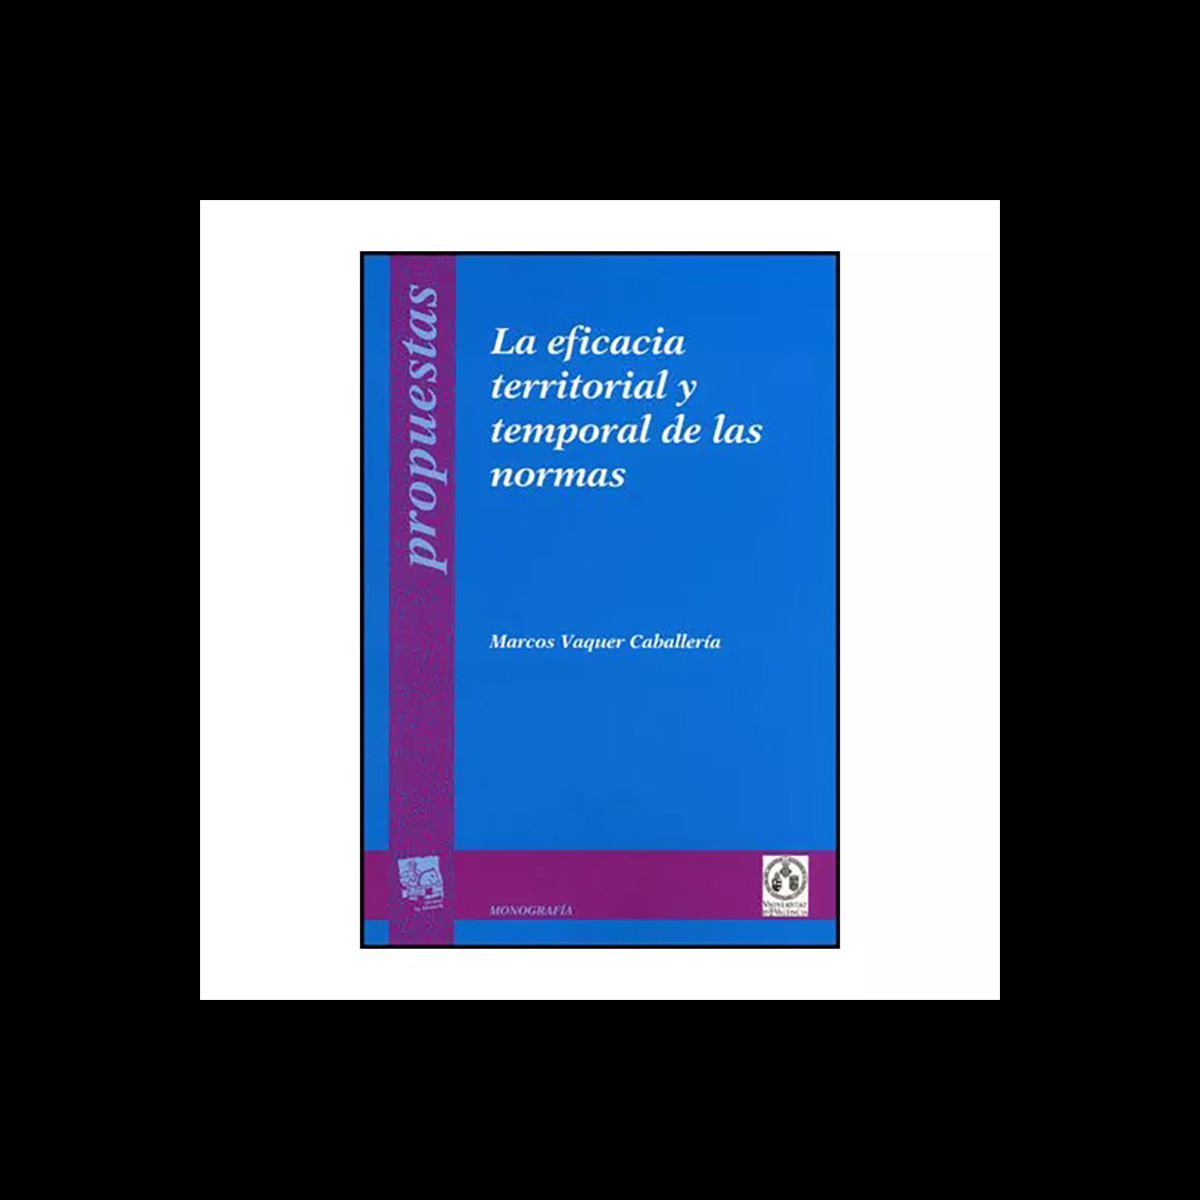 propuestas
La eficacia
territorial y
temporal de las
normas
Marcos Vaquer Caballería
MONOGRAFÍA